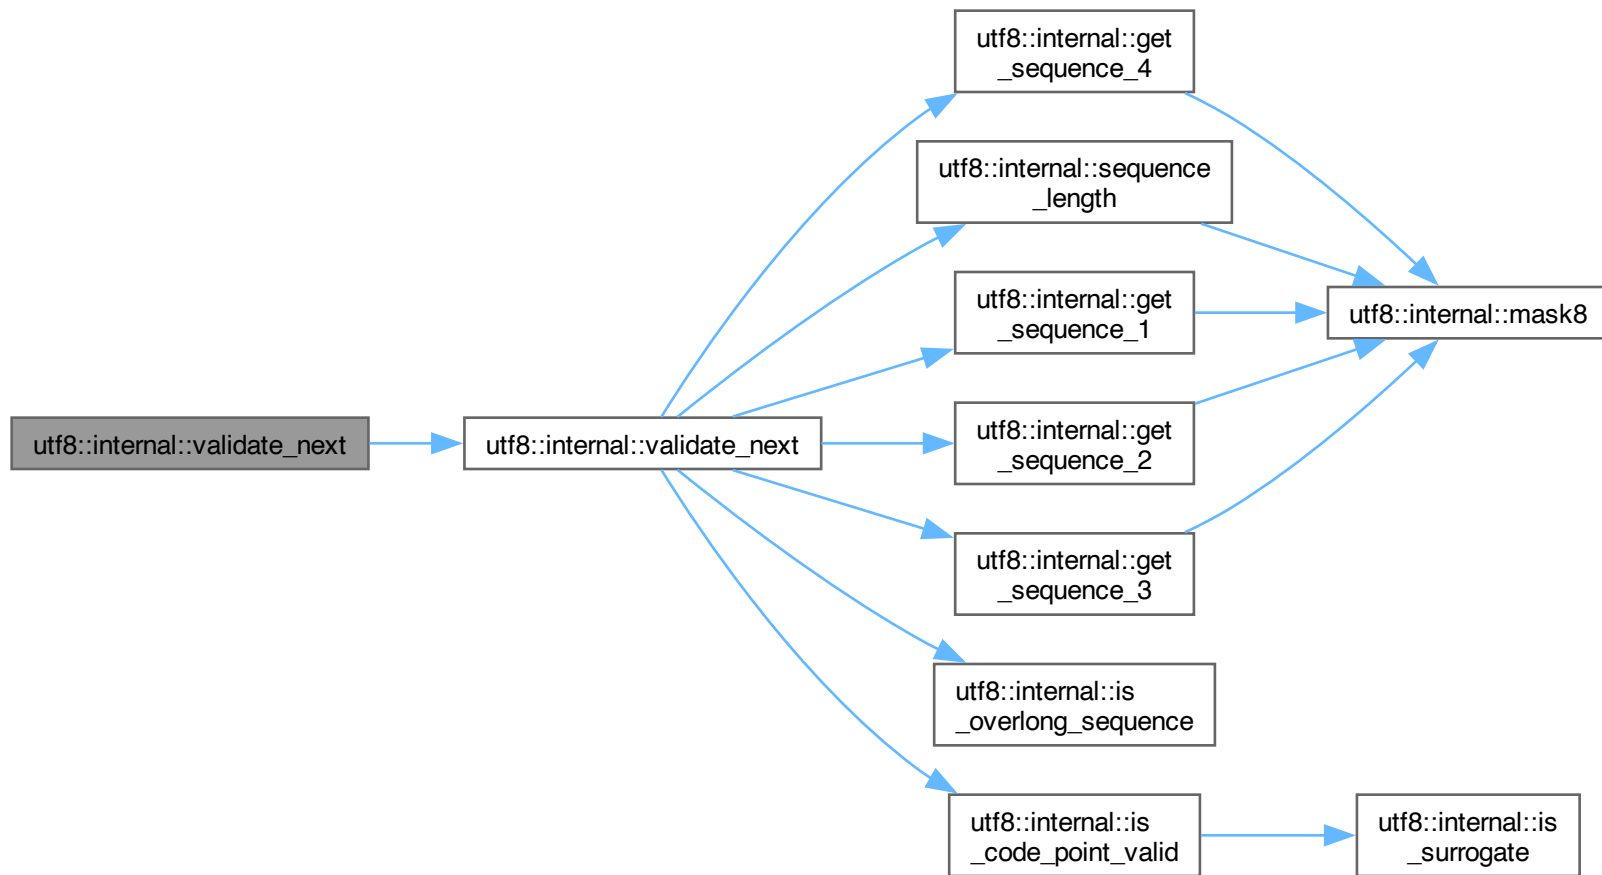 utf8::internal::get
_sequence_4
utf8::internal::sequence
_length
utf8::internal::get
_sequence_1
utf8::internal::mask8
utf8::internal::validate_next
utf8::internal::validate_next
utf8::internal::get
_sequence_2
utf8::internal::get
_sequence_3
utf8::internal::is
_overlong_sequence
utf8::internal::is
_code_point_valid
utf8::internal::is
_surrogate